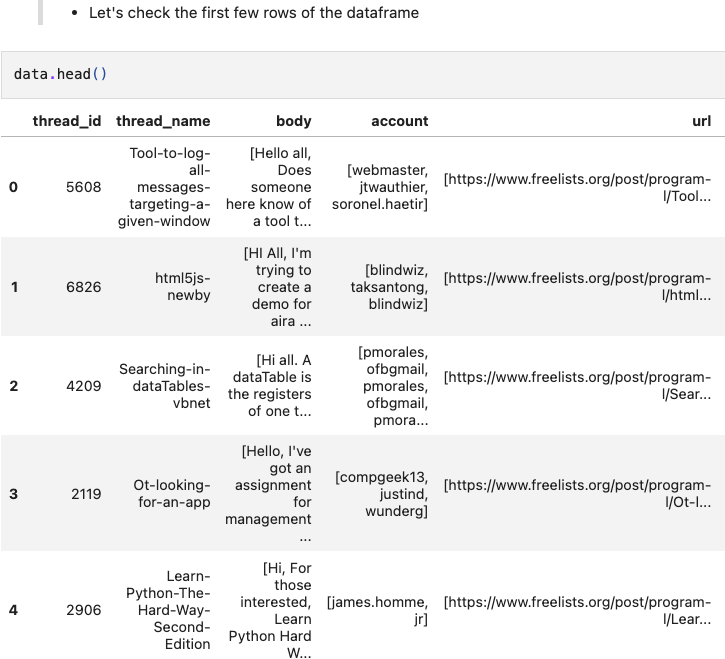 • Let's check the first few rows of the dataframe
data.head()
thread_id thread_name body account url
0 5608 Tool-to-log-all-messages-targeting-a-given-window [Hello all, Does someone here know of a tool t... [webmaster, jtwauthier, soronel.haetir] [https://www.freelists.org/post/program-l/Tool...
1 6826 html5js-newby [HI All, I'm trying to create a demo for aira ... [blindwiz, taksantong, blindwiz] [https://www.freelists.org/post/program-l/html...
2 4209 Searching-in-dataTables-vbnet [Hi all. A dataTable is the registers of one t... [pmorales, ofbgmail, pmorales, ofbgmail, pmora... [https://www.freelists.org/post/program-l/Sear...
3 2119 Ot-looking-for-an-app [Hello, I've got an assignment for management ... [compgeek13, justind, wunderg] [https://www.freelists.org/post/program-l/Ot-l...
4 2906 Learn-Python-The-Hard-Way-Second-Edition [Hi, For those interested, Learn Python Hard W... [james.homme, jr] [https://www.freelists.org/post/program-l/Lear...